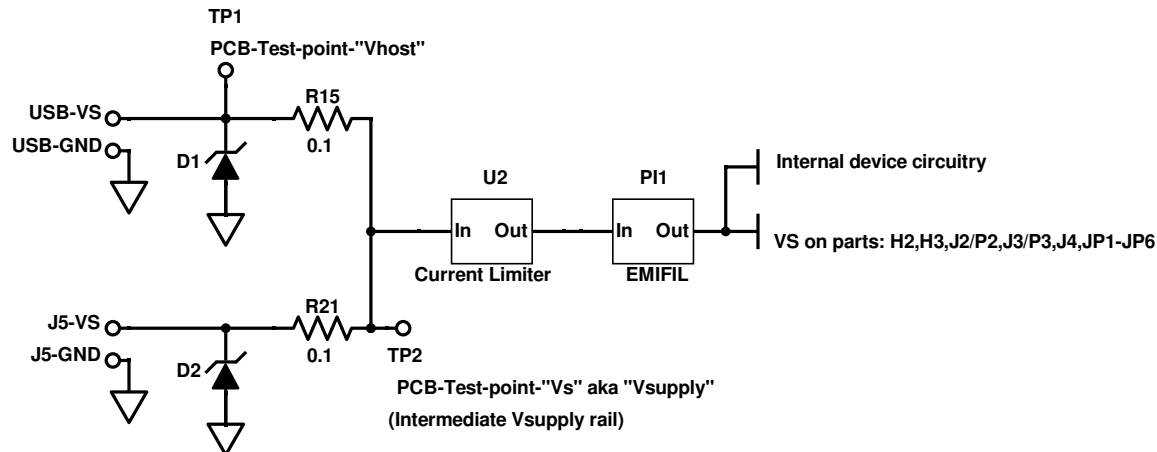 TP1
PCB-Test-point-"Vhost"
R15
USB-VS
0.1
USB-GND
D1
U2
PI1
Internal device circuitry
In Out
In Out
VS on parts: H2,H3,J2/P2,J3/P3,J4,JP1-JP6
Current Limiter
EMIFIL
R21
J5-VS
0.1
J5-GND
D2
TP2
PCB-Test-point-"Vs" aka "Vsupply"
(Intermediate Vsupply rail)